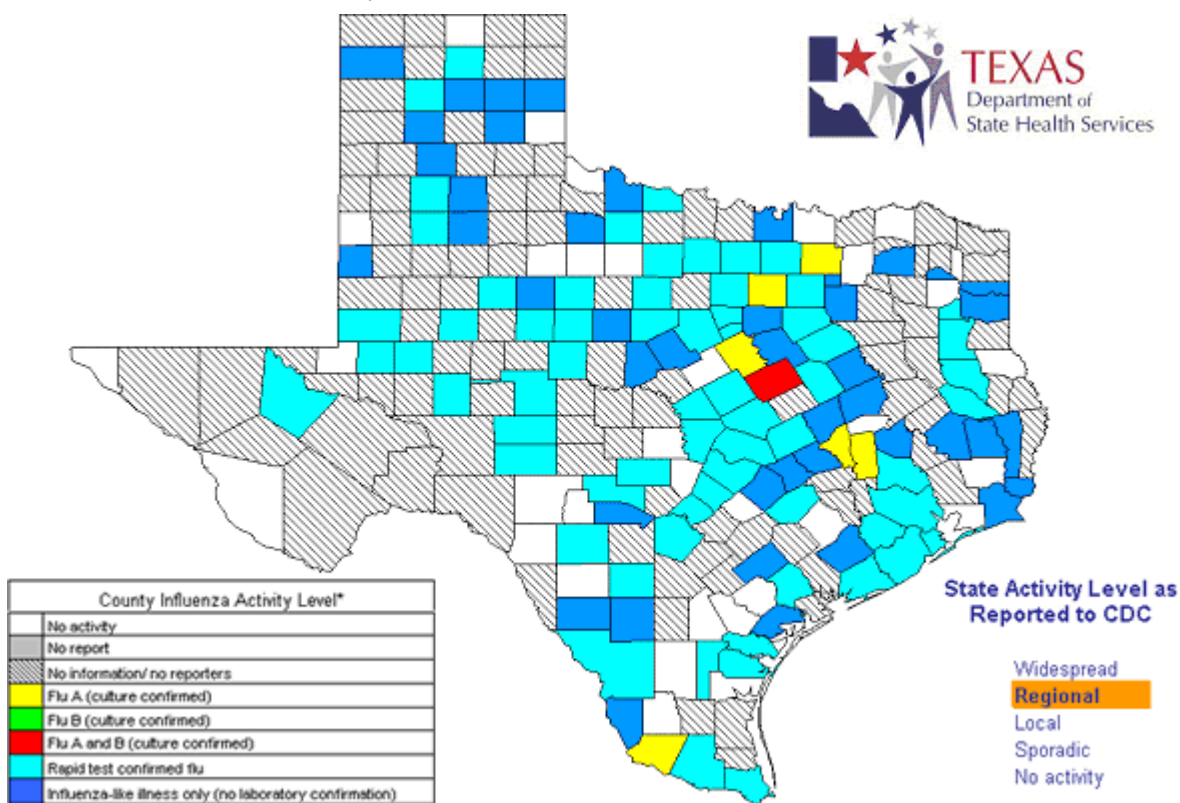 TEXAS
Department of
State Health Services
County Influenza Activity Level*
No activity
No report
No information/ no reporters
Flu A (culture confirmed)
Flu B (culture confirmed)
Flu A and B (culture confirmed)
Rapid test confirmed flu
Influenza-like illness only (no laboratory confirmation)
State Activity Level as
Reported to CDC
Widespread
Regional
Local
Sporadic
No activity